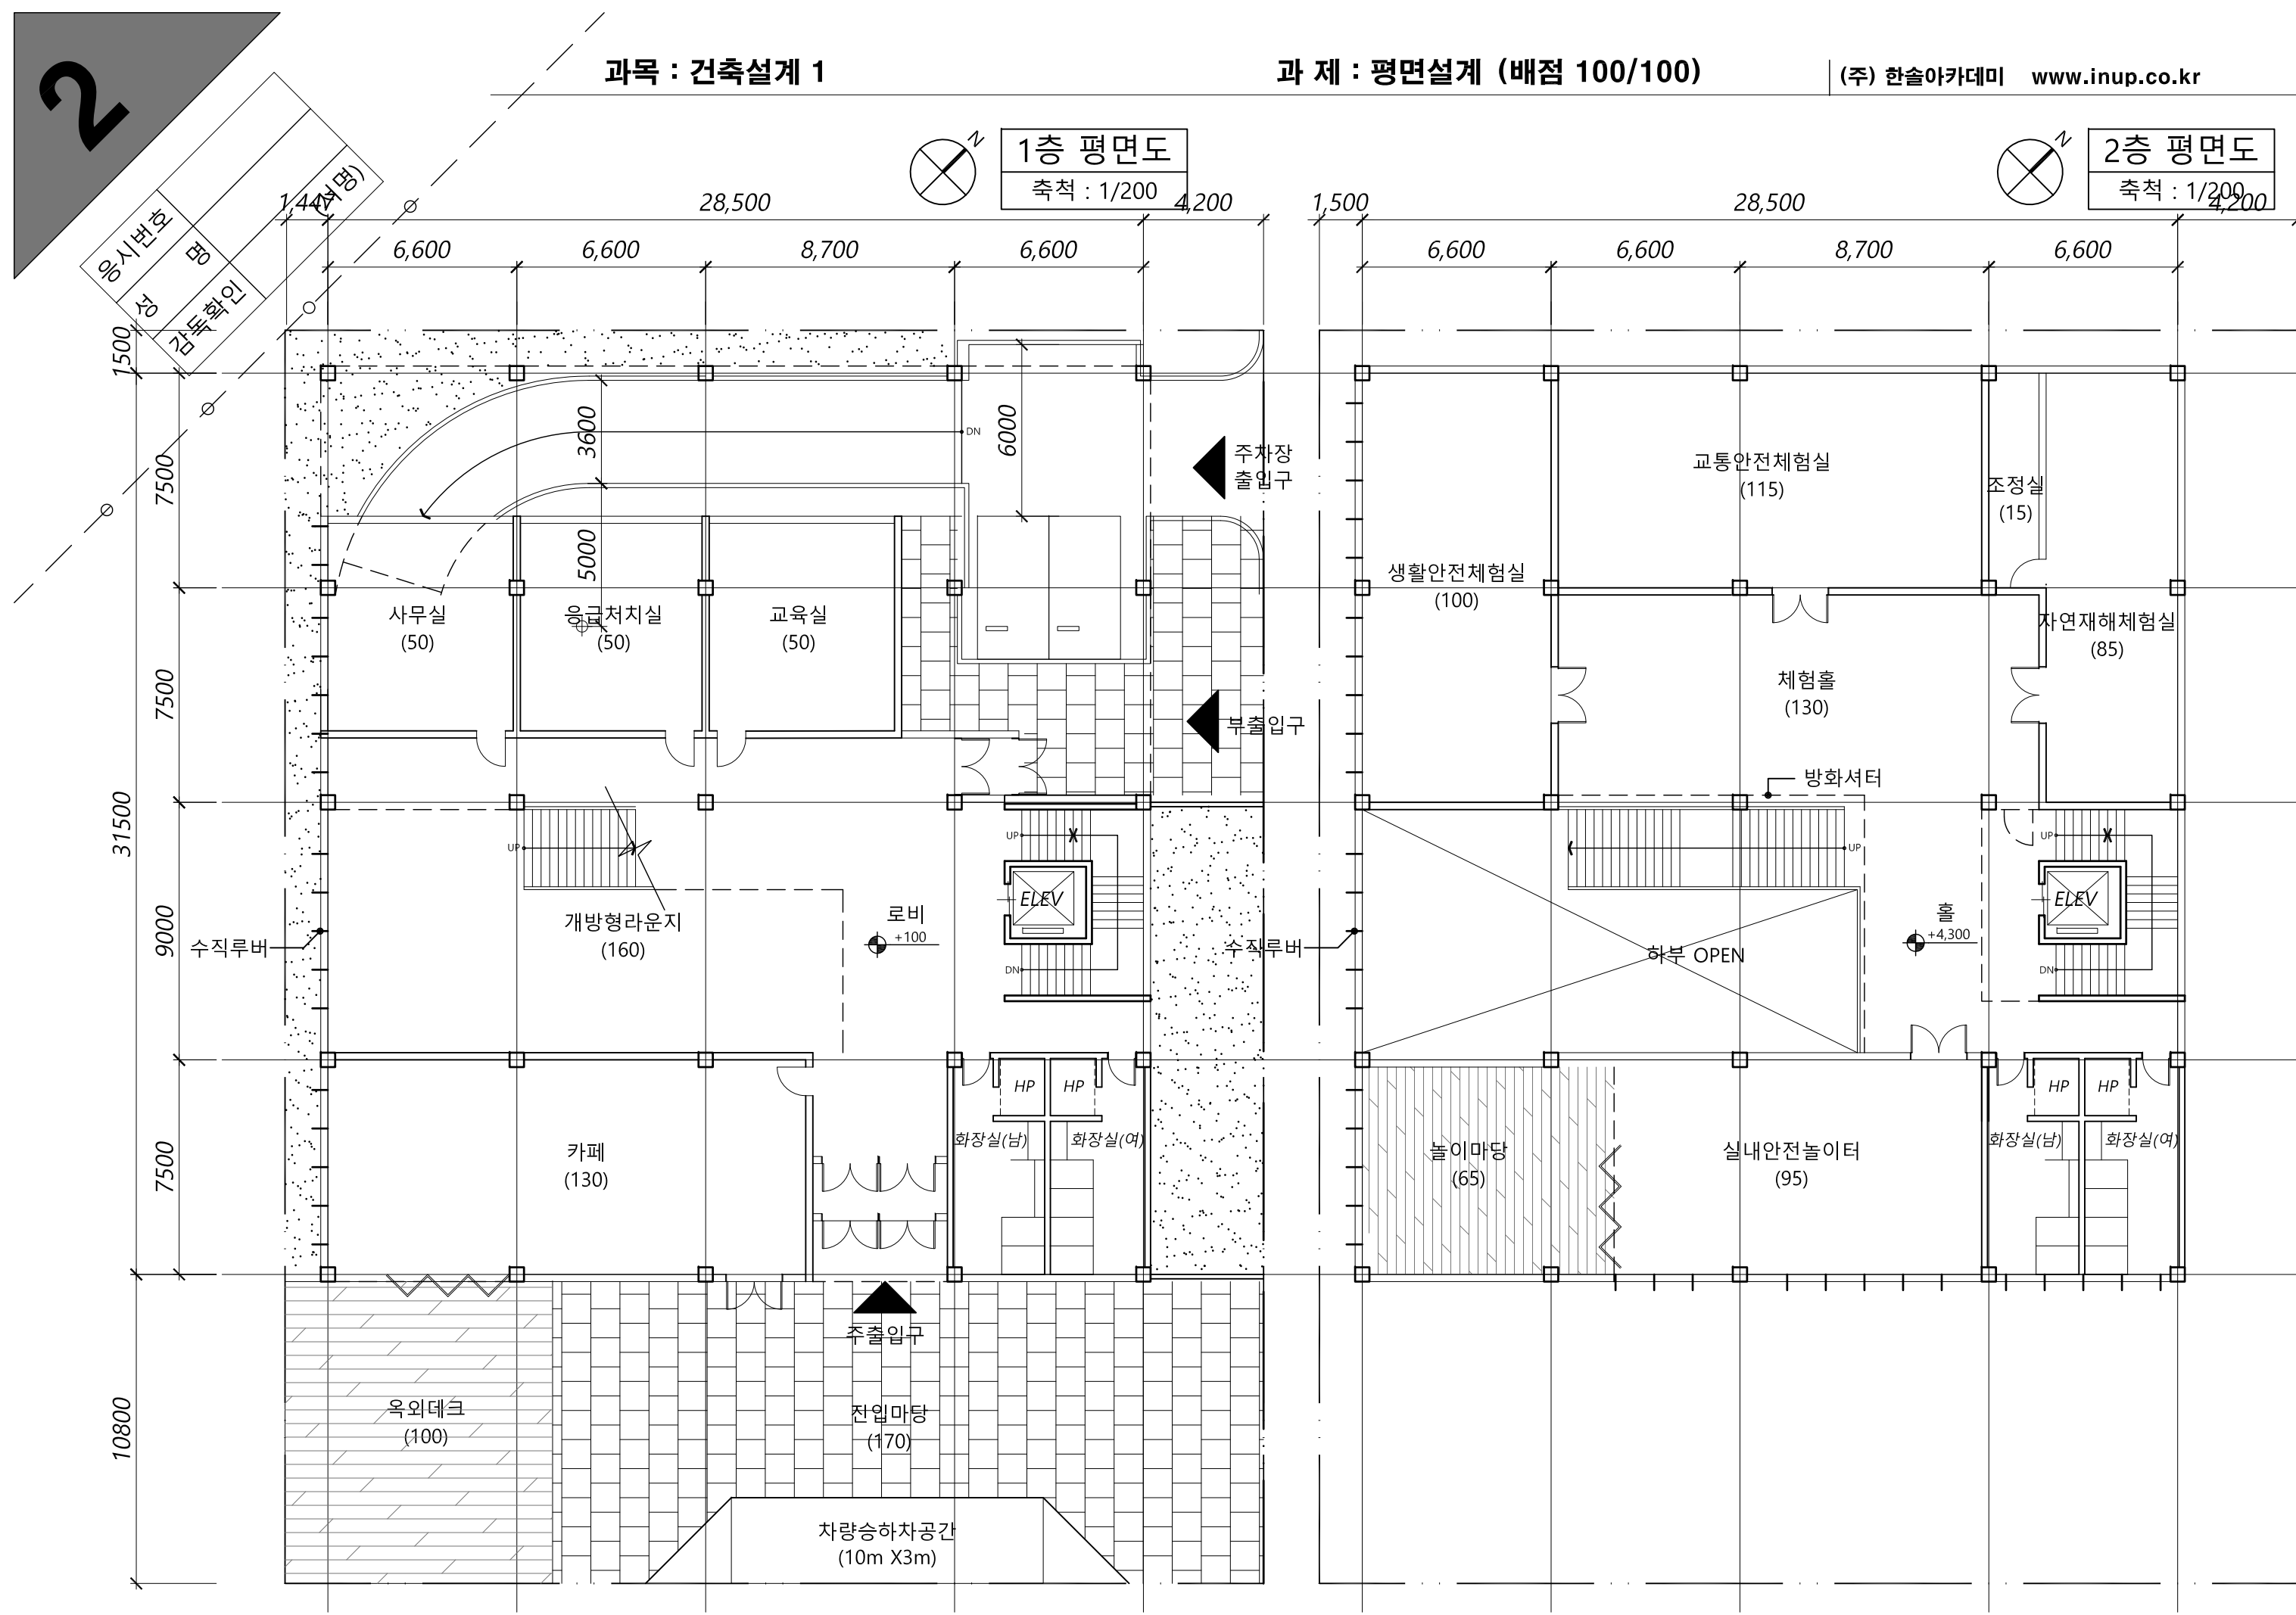 2
과목 : 건축설계 1
과 제 : 평면설계 (배점 100/100)
(주) 한솔아카데미 www.inup.co.kr
응시번호
성 명
감독확인
(서명)
N
1층 평면도
축척 : 1/200
28,500
4,200
6,600
6,600
8,700
6,600
1500
7500
7500
31500
9000
7500
10800
3600
5000
6000
DN
주차장
출입구
사무실
(50)
응급처치실
(50)
교육실
(50)
부출입구
UP
UP
ELEV
DN
개방형라운지
(160)
로비
+100
수직루버
카페
(130)
HP
HP
화장실(남)
화장실(여)
주출입구
옥외데크
(100)
진입마당
(170)
차량승하차공간
(10m X3m)
N
2층 평면도
축척 : 1/200
1,500
28,500
4,200
6,600
6,600
8,700
6,600
교통안전체험실
(115)
조정실
(15)
생활안전체험실
(100)
자연재해체험실
(85)
체험홀
(130)
방화셔터
UP
UP
ELEV
DN
홀
+4,300
수직루버
하부 OPEN
HP
HP
화장실(남)
화장실(여)
놀이마당
(65)
실내안전놀이터
(95)